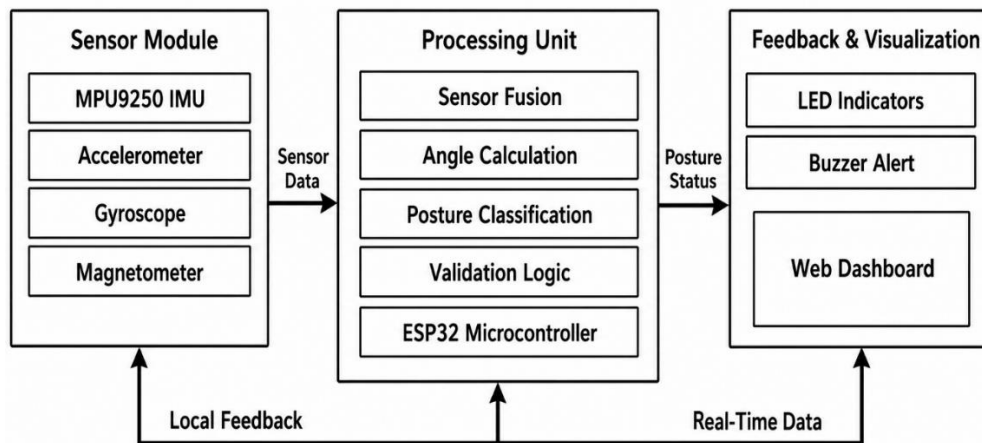 Sensor Module
MPU9250 IMU
Accelerometer
Gyroscope
Magnetometer
Sensor
Data
Processing Unit
Sensor Fusion
Angle Calculation
Posture Classification
Validation Logic
ESP32 Microcontroller
Posture
Status
Feedback & Visualization
LED Indicators
Buzzer Alert
Web Dashboard
Local Feedback
Real-Time Data